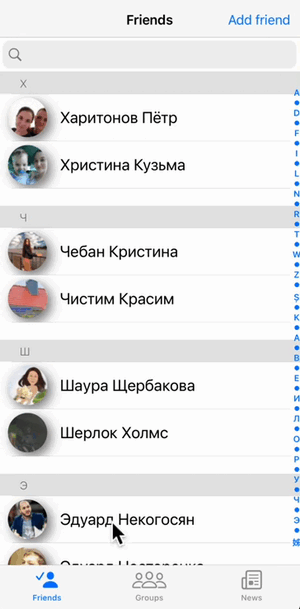 Friends
Add friend
Х
Харитонов Пётр
Христина Кузьма
Ч
Чебан Кристина
Чистим Красим
Ш
Шаура Щербакова
Шерлок Холмс
Э
Эдуард Некогосян
A
D
F
I
L
N
R
T
W
Z
Ș
К
А
В
Е
И
Л
О
Р
У
Ч
Э
Friends
Groups
News